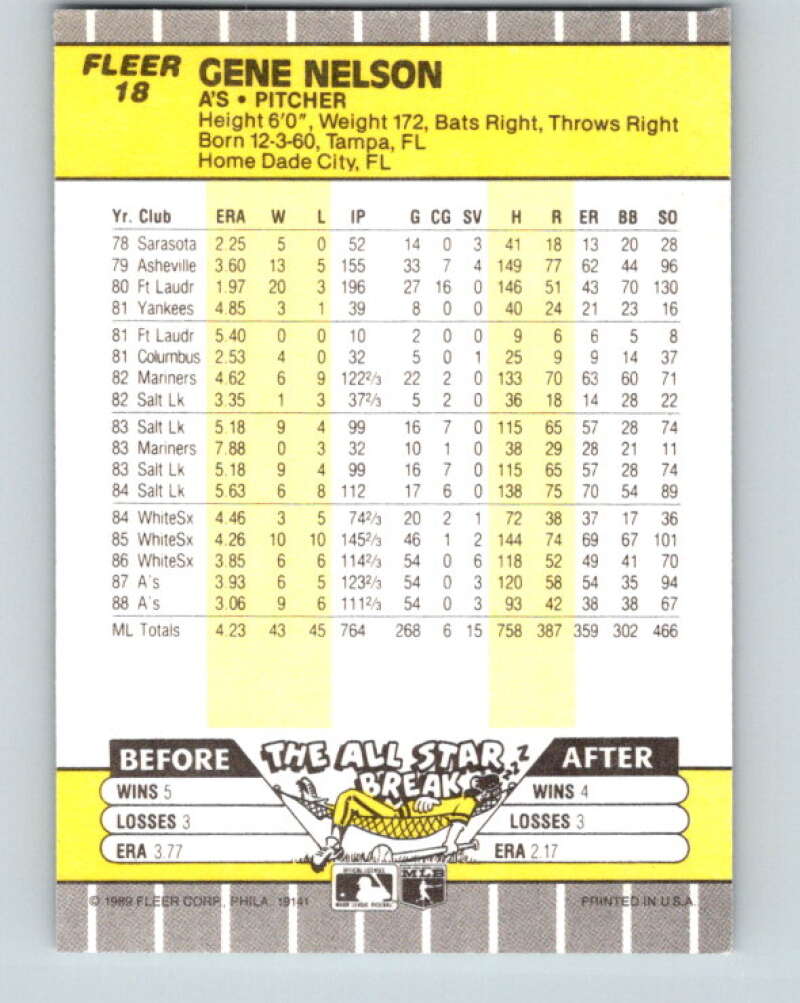 FLEER
18
GENE NELSON
A'S • PITCHER
Height 6'0", Weight 172, Bats Right, Throws Right
Born 12-3-60, Tampa, FL
Home Dade City, FL
Yr. Club ERA W L IP G CG SV H R ER BB SO
78 Sarasota 2.25 5 0 52 14 0 3 41 18 13 20 28
79 Asheville 3.60 13 5 155 33 7 4 149 77 62 44 96
80 Ft Laudr 1.97 20 3 196 27 16 0 146 51 43 70 130
81 Yankees 4.85 3 1 39 8 0 0 40 24 21 23 16
81 Ft Laudr 5.40 0 0 10 2 0 0 9 6 6 5 8
81 Columbus 2.53 4 0 32 5 0 1 25 9 9 14 37
82 Mariners 4.62 6 9 122 2/3 22 2 0 133 70 63 60 71
82 Salt Lk 3.35 1 3 37 2/3 5 2 0 36 18 14 28 22
83 Salt Lk 5.18 9 4 99 16 7 0 115 65 57 28 74
83 Mariners 7.88 0 3 32 10 1 0 38 29 28 21 11
83 Salt Lk 5.18 9 4 99 16 7 0 115 65 57 28 74
84 Salt Lk 5.63 6 8 112 17 6 0 138 75 70 54 89
84 WhiteSx 4.46 3 5 74 2/3 20 2 1 72 38 37 17 36
85 WhiteSx 4.26 10 10 145 2/3 46 1 2 144 74 69 67 101
86 WhiteSx 3.85 6 6 114 2/3 54 0 6 118 52 49 41 70
87 A's 3.93 6 5 123 2/3 54 0 3 120 58 54 35 94
88 A's 3.06 9 6 111 2/3 54 0 3 93 42 38 38 67
ML Totals 4.23 43 45 764 268 6 15 758 387 359 302 466
BEFORE THE ALL STAR BREAK ZZZ AFTER
WINS 5 WINS 4
LOSSES 3 LOSSES 3
ERA 3.77 ERA 2.17
MLB
© 1989 FLEER CORP., PHILA. 19141 PRINTED IN U.S.A.